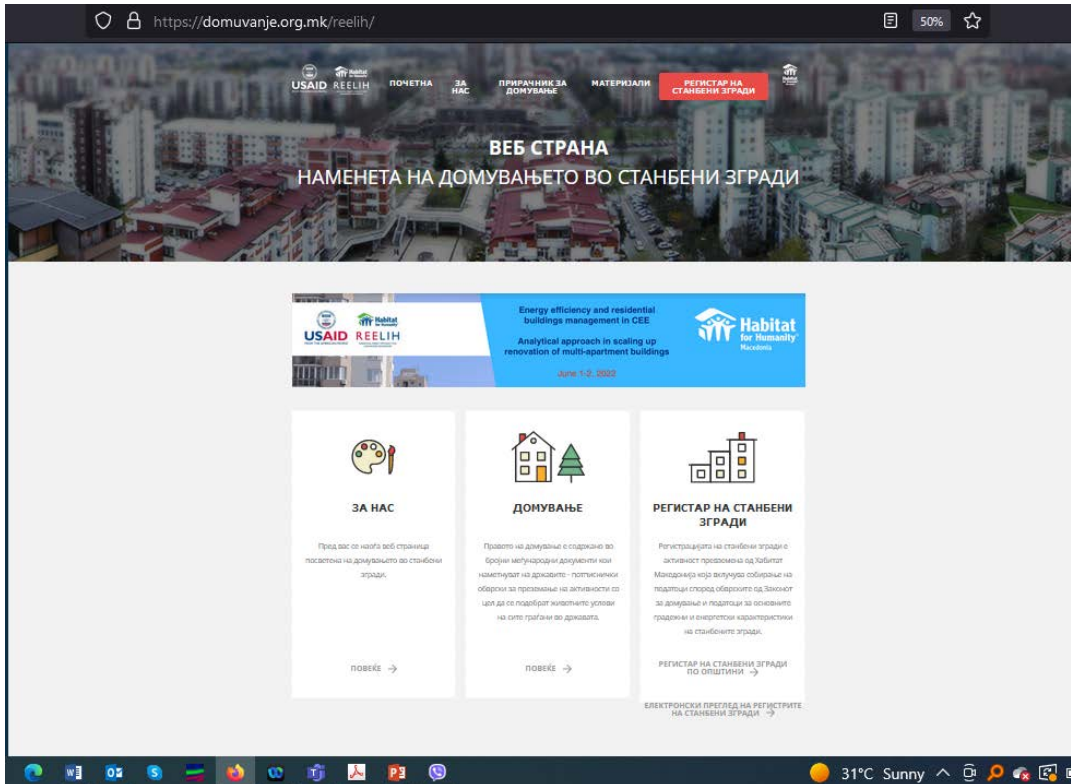 https://domuvanje.org.mk/reelih/
50%
USAID REELIH
Habitat
ПОЧЕТНА
ЗА
НАС
ПРИРАЧНИК ЗА
ДОМУВАЊЕ
МАТЕРИЈАЛИ
РЕГИСТАР НА
СТАНБЕНИ ЗГРАДИ
ВЕБ СТРАНА
НАМЕНЕТА НА ДОМУВАЊЕТО ВО СТАНБЕНИ ЗГРАДИ
Habitat
for Humanity
USAID REELIH
Energy efficiency and residential
buildings management in CEE
Analytical approach in scaling up
renovation of multi-apartment buildings
June 1-2, 2022
Habitat
for Humanity
Macedonia
ЗА НАС
Пред вас се наоѓа веб страница
посветена на домувањето во станбени
згради.
ПОВЕЌЕ →
ДОМУВАЊЕ
Правото на домување е содржано во
бројни меѓународни документи кои
наметнуваат на државите - потписнички
обврски за преземање на активности со
цел да се подобрат животните услови
на сите граѓани во државата.
ПОВЕЌЕ →
РЕГИСТАР НА СТАНБЕНИ
ЗГРАДИ
Регистрацијата на станбени згради е
активност преземена од Хабитат
Македонија која вклучува собирање на
податоци според обврските од Законот
за домување и податоци за основните
градежни и енергетски карактеристики
на станбените згради.
РЕГИСТАР НА СТАНБЕНИ ЗГРАДИ
ПО ОПШТИНИ →
ЕЛЕКТРОНСКИ ПРЕГЛЕД НА РЕГИСТРИТЕ
НА СТАНБЕНИ ЗГРАДИ →
31°C Sunny